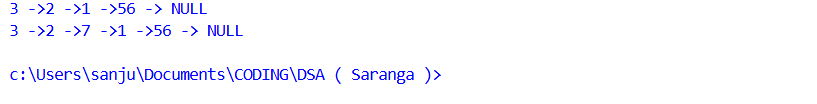 3 ->2 ->1 ->56 -> NULL
3 ->2 ->7 ->1 ->56 -> NULL
c:\Users\sanju\Documents\CODING\DSA ( Saranga )>